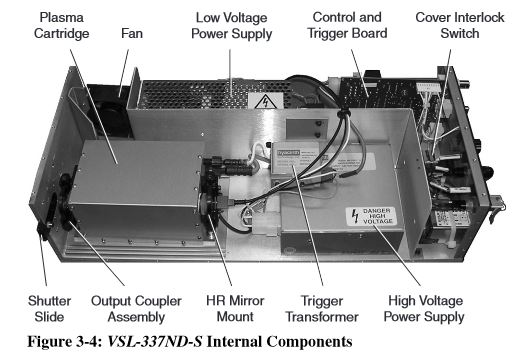 Plasma
Cartridge
Fan
Low Voltage
Power Supply
Control and
Trigger Board
Cover Interlock
Switch
DANGER
HIGH
VOLTAGE
Shutter
Slide
Output Coupler
Assembly
HR Mirror
Mount
Trigger
Transformer
High Voltage
Power Supply
Figure 3-4: VSL-337ND-S Internal Components